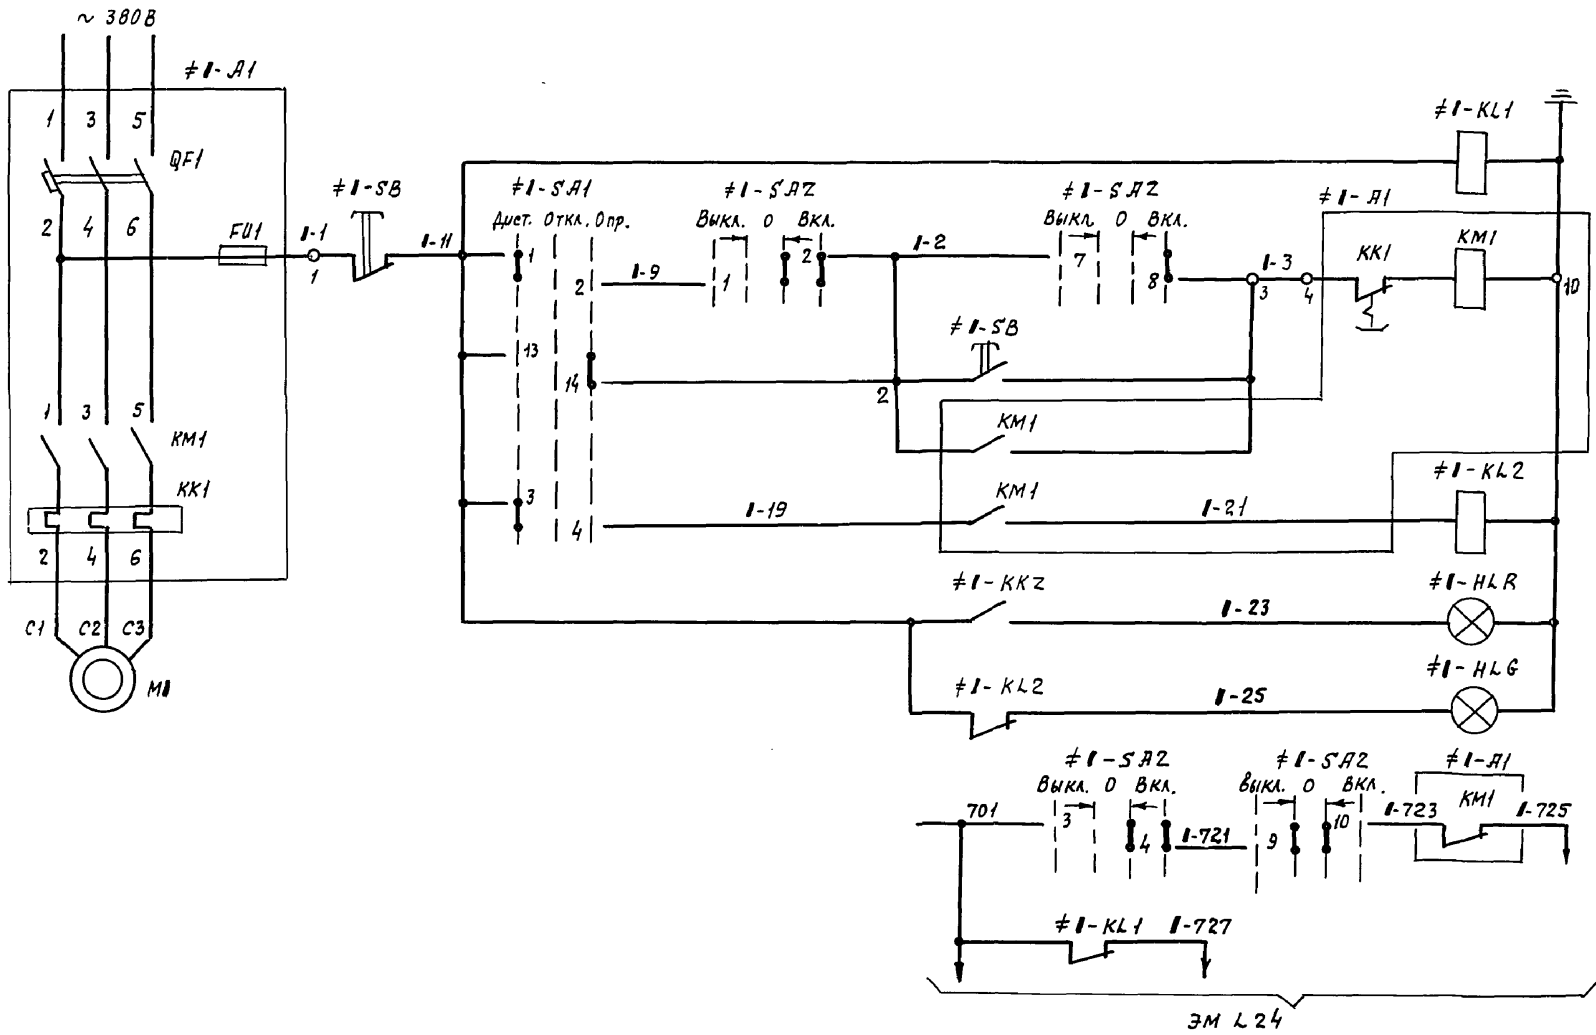 ~ 380В
≠1-А1
1 3 5
QF1
2 4 6
FU1
1-1
1
≠1-SB
1-11
≠1-SA1
Дист. Откл. Опр.
1
2
13
14
3
4
1-9
≠1-SA2
Выкл. О Вкл.
1
2
1-2
≠1-SA2
Выкл. О Вкл.
7
8
3
1-3
4
≠1-А1
KK1
KM1
10
≠1-KL1
≠1-SB
2
KM1
1-19
KM1
1-21
≠1-KL2
≠1-KK2
1-23
≠1-HLR
≠1-KL2
1-25
≠1-HLG
1 3 5
KM1
KK1
2 4 6
C1 C2 C3
M1
701
≠1-SA2
Выкл. О Вкл.
3
4
1-721
≠1-SA2
Выкл. О Вкл.
9
10
1-723
≠1-А1
KM1
1-725
≠1-KL1
1-727
ЭМ L24